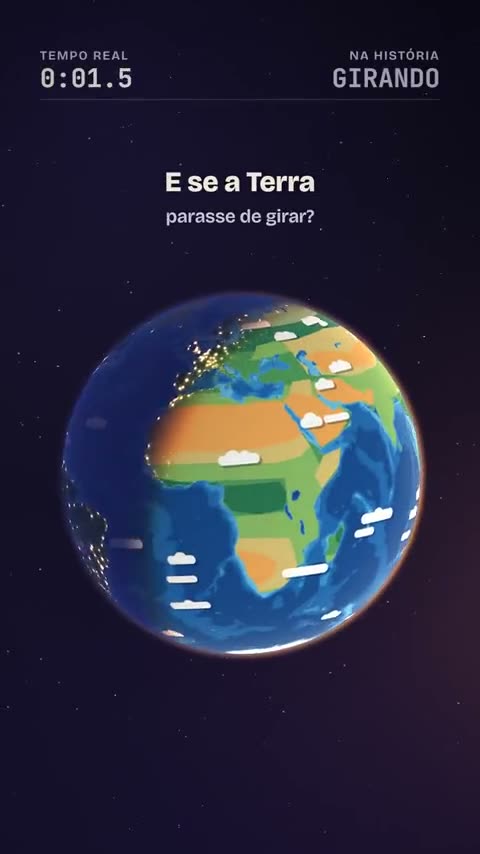 TEMPO REAL
0:01.5
NA HISTÓRIA
GIRANDO
E se a Terra
parasse de girar?